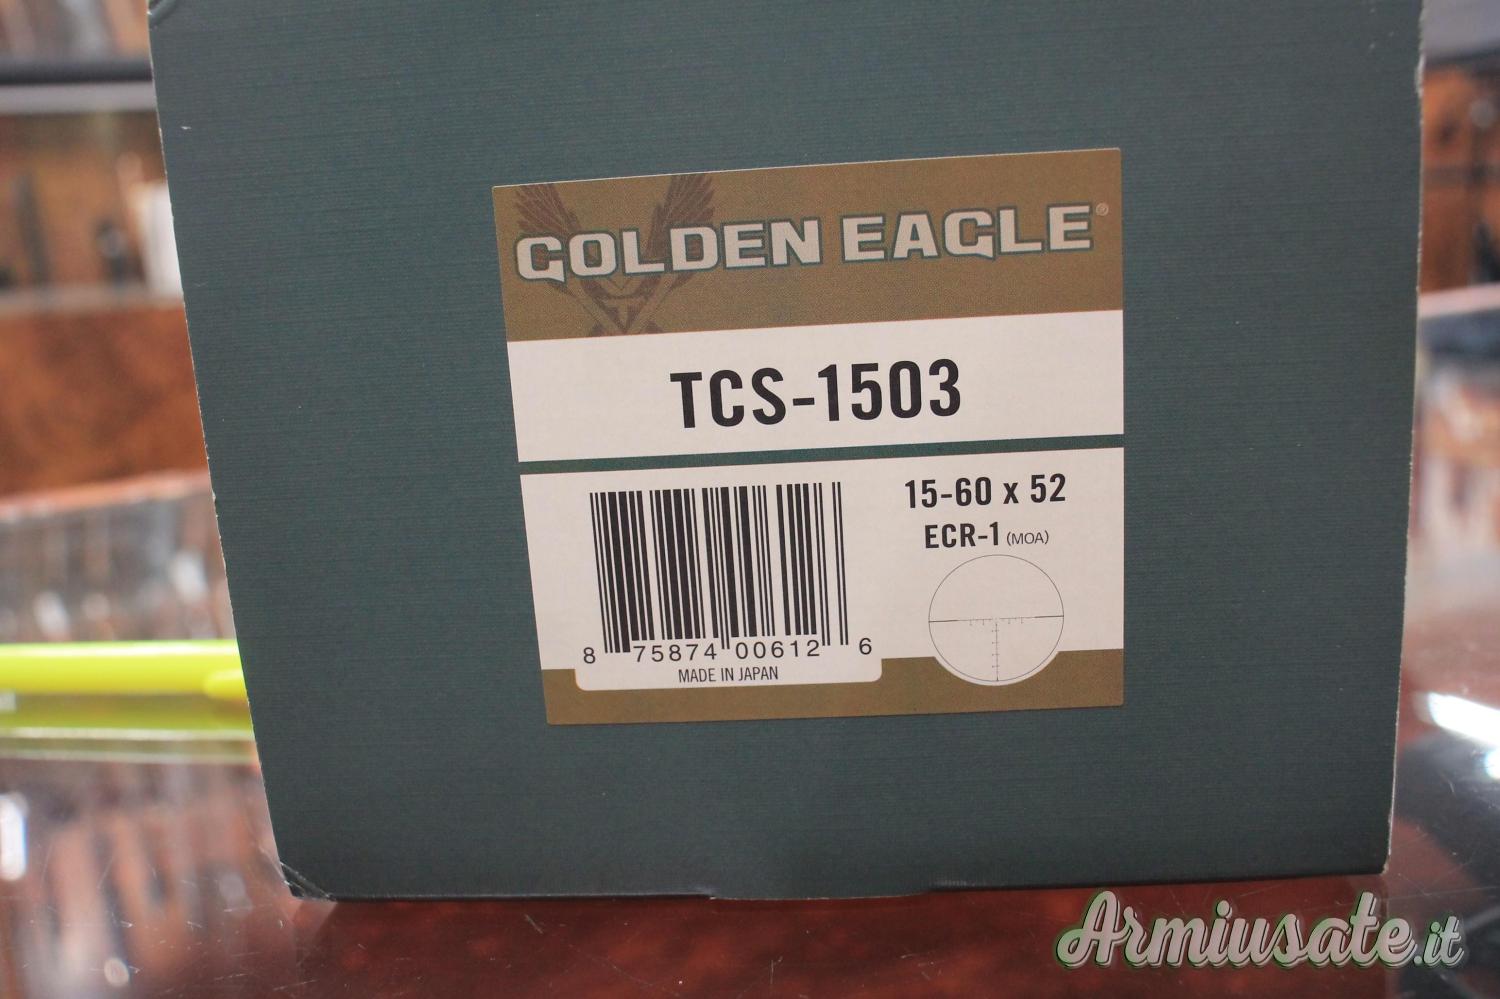 GOLDEN EAGLE®
TCS-1503
15-60 x 52
ECR-1 (MOA)
8 75874 00612 6
MADE IN JAPAN
Armiusate.it